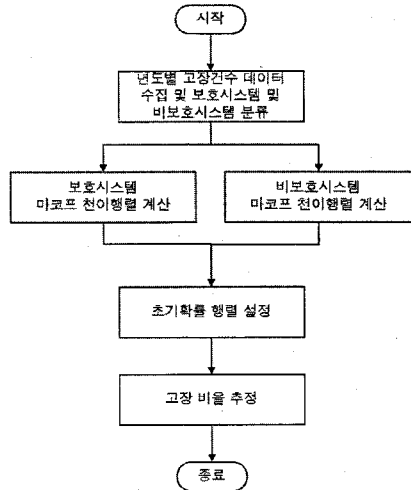 시작
년도별 고장건수 데이터
수집 및 보호시스템 및
비보호시스템 분류
보호시스템
마코프 천이행렬 계산
비보호시스템
마코프 천이행렬 계산
초기확률 행렬 설정
고장 비율 추정
종료